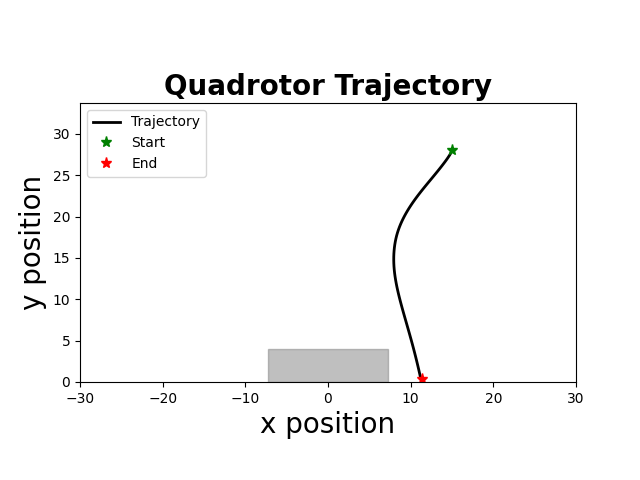 Quadrotor Trajectory
Trajectory
Start
End
y position
30
25
20
15
10
5
0
−30
−20
−10
0
10
20
30
x position